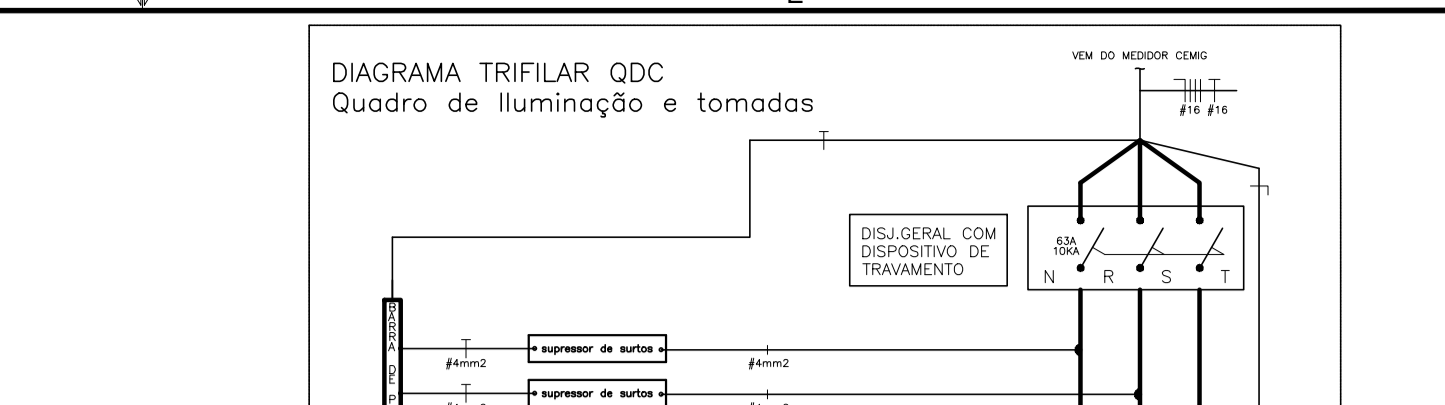 DIAGRAMA TRIFILAR QDC
Quadro de Iluminação e tomadas
VEM DO MEDIDOR CEMIG
#16 #16
DISJ.GERAL COM
DISPOSITIVO DE
TRAVAMENTO
63A
10KA
N R S T
BARRA DE P
supressor de surtos
#4mm2 #4mm2
supressor de surtos